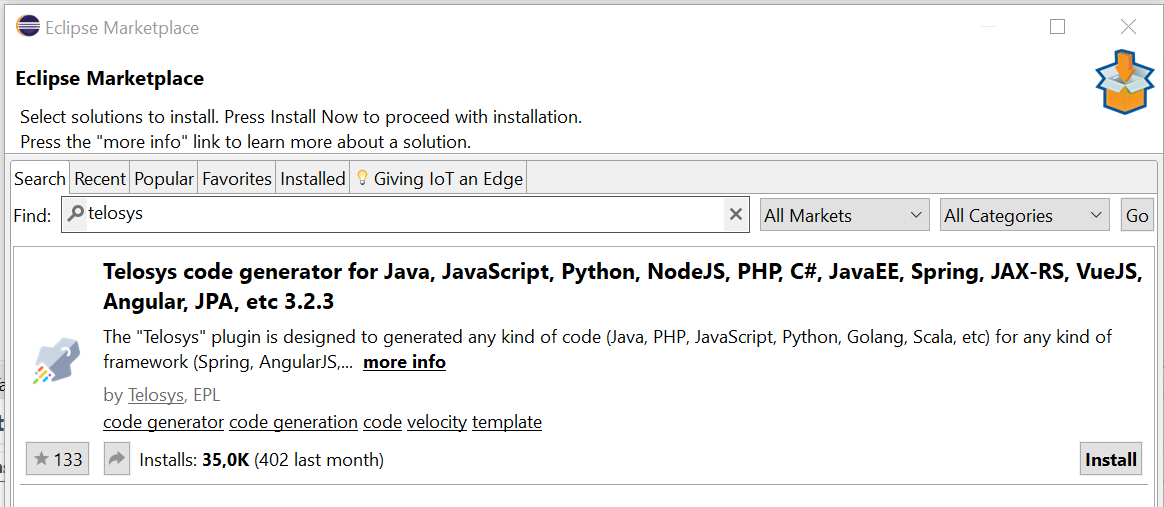 Eclipse Marketplace
Eclipse Marketplace
Select solutions to install. Press Install Now to proceed with installation.
Press the "more info" link to learn more about a solution.
Search Recent Popular Favorites Installed Giving IoT an Edge
Find: telosys All Markets All Categories Go
Telosys code generator for Java, JavaScript, Python, NodeJS, PHP, C#, JavaEE, Spring, JAX-RS, VueJS,
Angular, JPA, etc 3.2.3
The "Telosys" plugin is designed to generated any kind of code (Java, PHP, JavaScript, Python, Golang, Scala, etc) for any kind of
framework (Spring, AngularJS,... more info
by Telosys, EPL
code generator code generation code velocity template
133 Installs: 35,0K (402 last month) Install